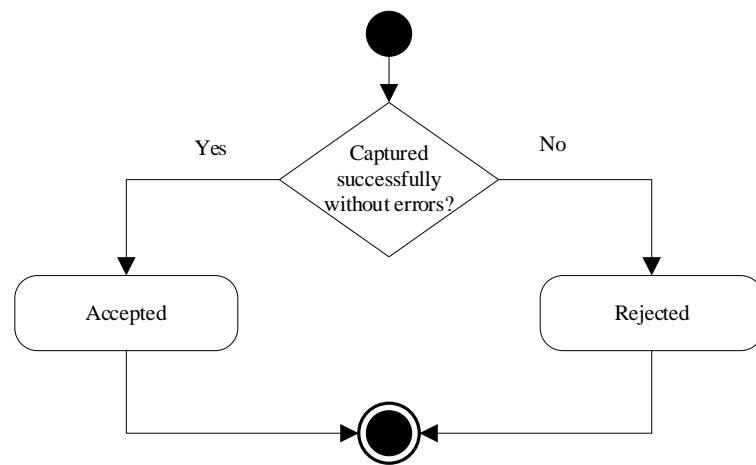 Yes
No
Captured
successfully
without errors?
Accepted
Rejected